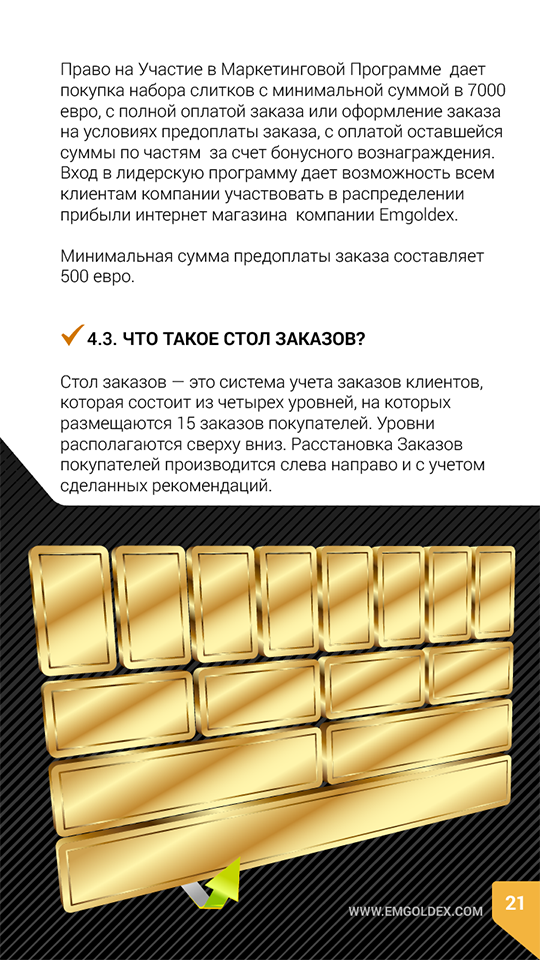 Право на Участие в Маркетинговой Программе дает
покупка набора слитков с минимальной суммой в 7000
евро, с полной оплатой заказа или оформление заказа
на условиях предоплаты заказа, с оплатой оставшейся
суммы по частям за счет бонусного вознаграждения.
Вход в лидерскую программу дает возможность всем
клиентам компании участвовать в распределении
прибыли интернет магазина компании Emgoldex.
Минимальная сумма предоплаты заказа составляет
500 евро.
4.3. ЧТО ТАКОЕ СТОЛ ЗАКАЗОВ?
Стол заказов — это система учета заказов клиентов,
которая состоит из четырех уровней, на которых
размещаются 15 заказов покупателей. Уровни
располагаются сверху вниз. Расстановка Заказов
покупателей производится слева направо и с учетом
сделанных рекомендаций.
WWW.EMGOLDEX.COM
21